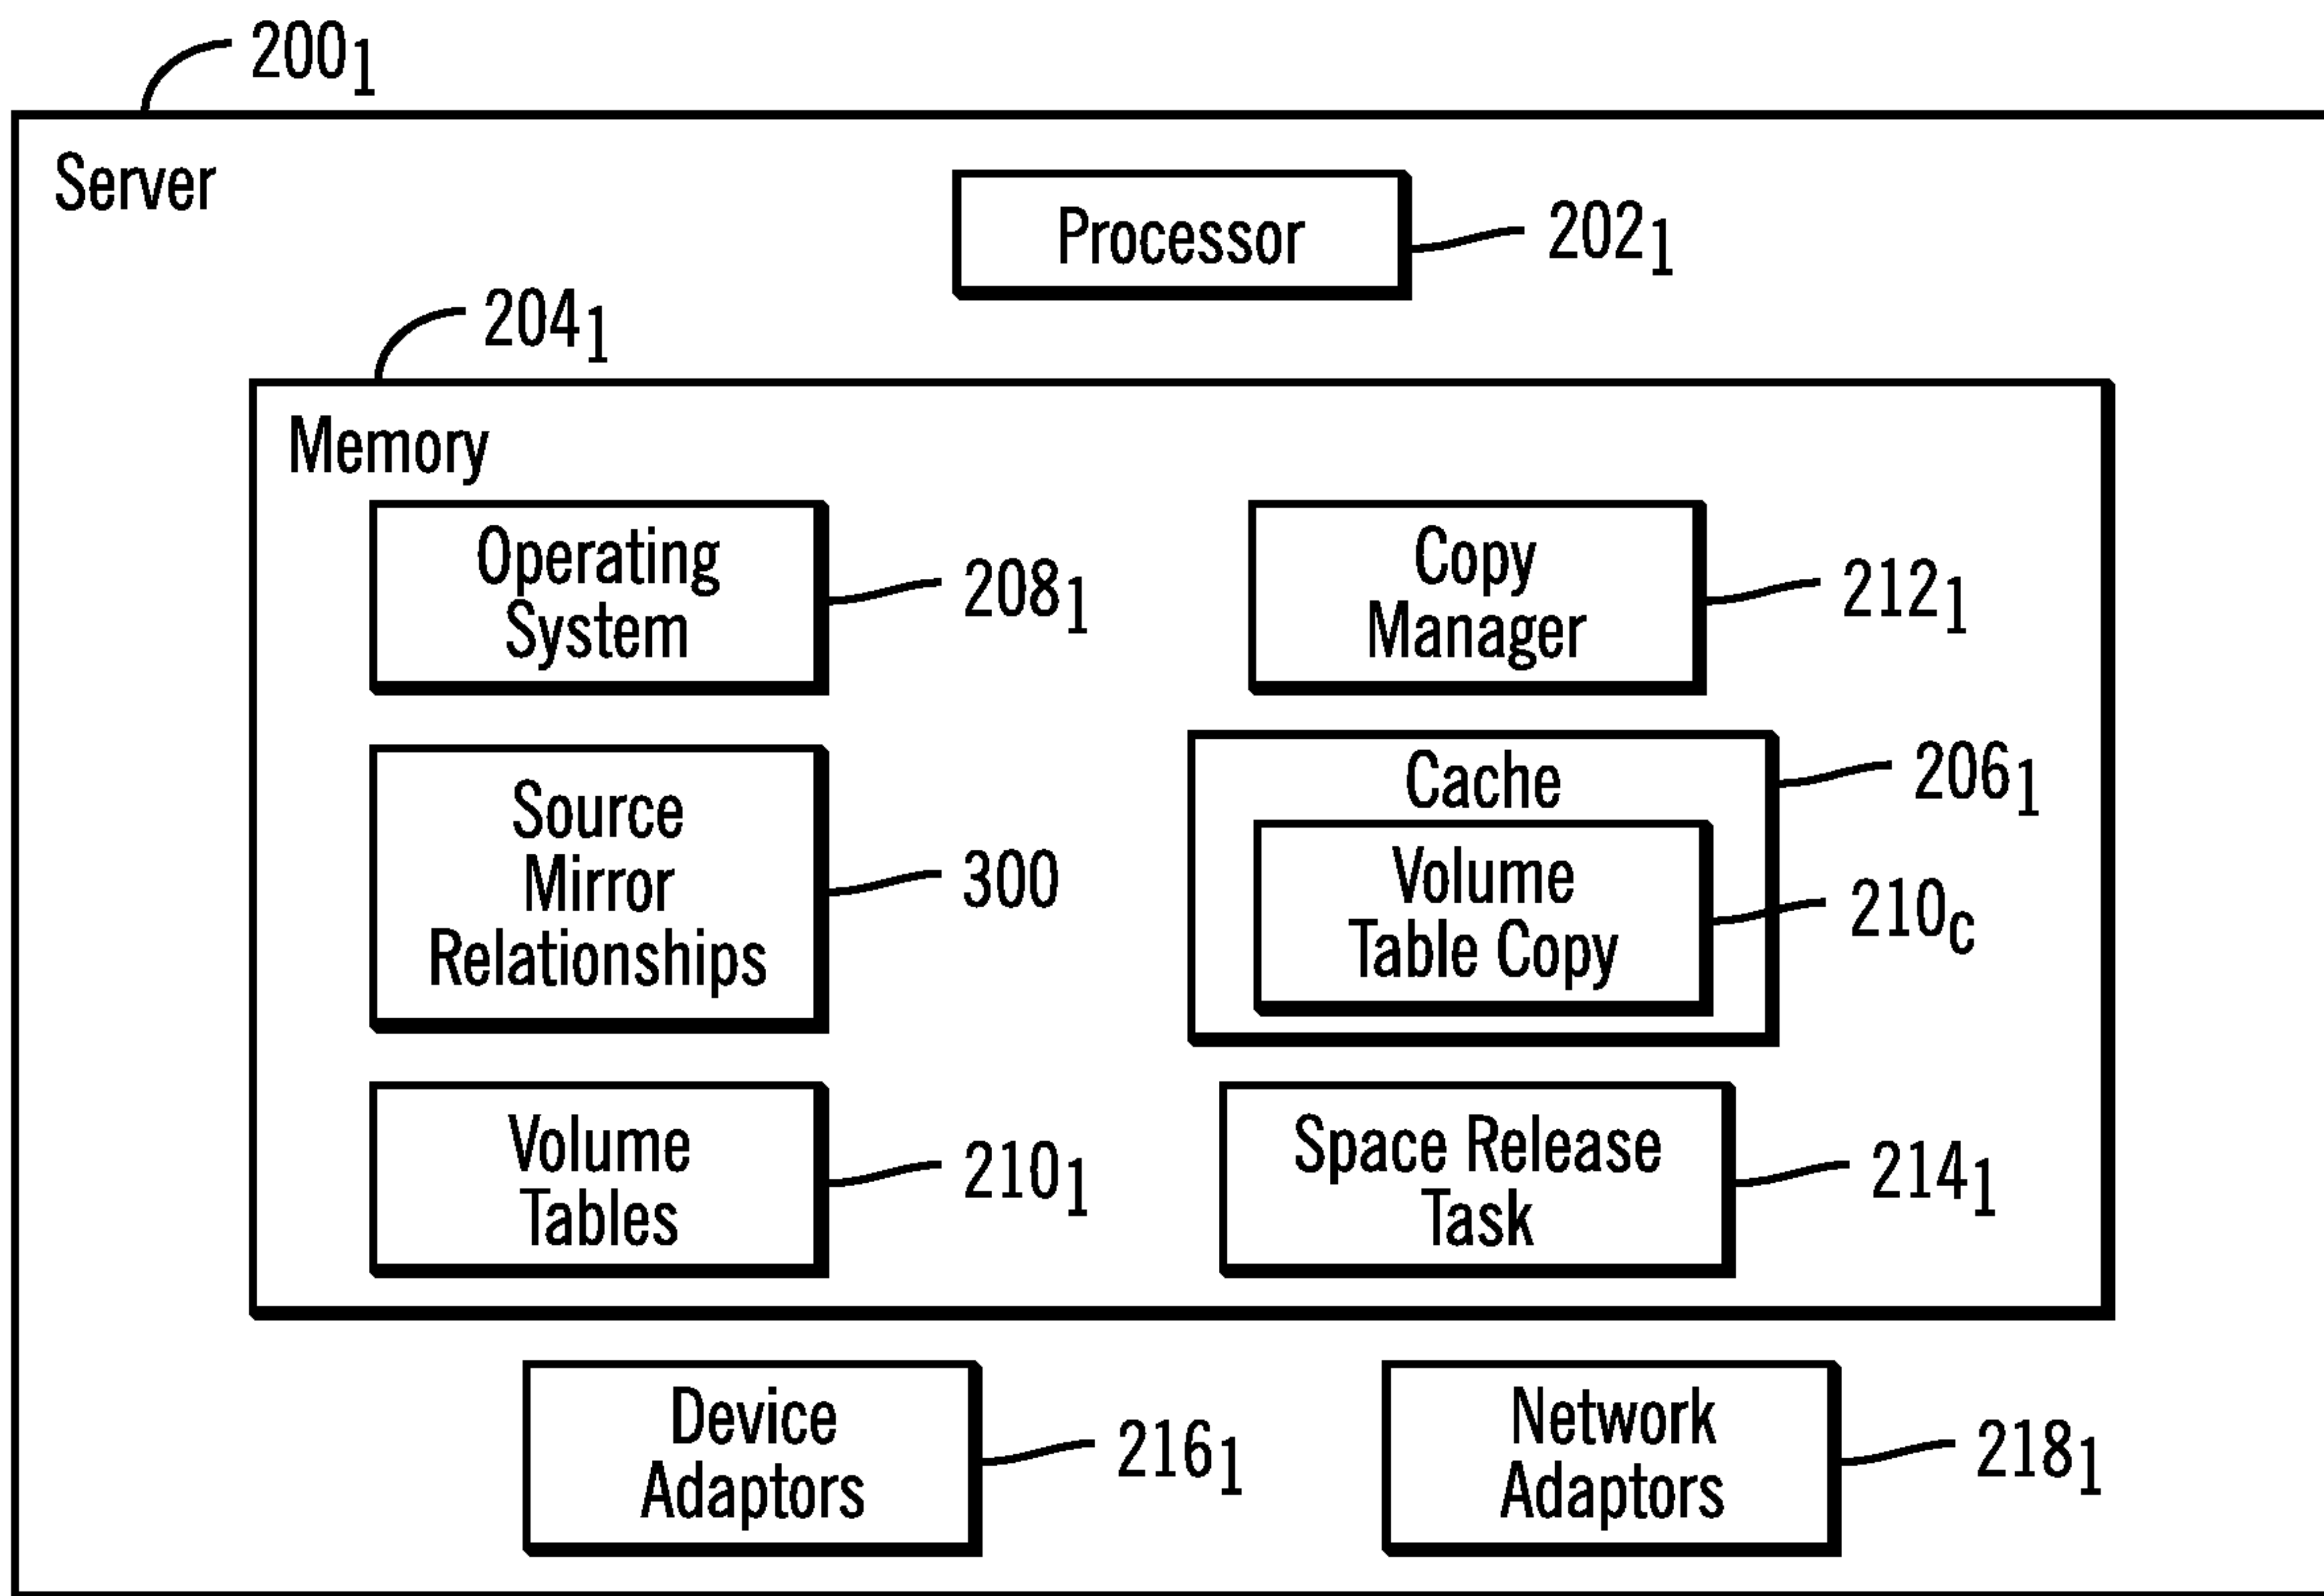 200₁
Server
Processor
202₁
204₁
Memory
Operating
System
208₁
Copy
Manager
212₁
Source
Mirror
Relationships
300
Cache
206₁
Volume
Table Copy
210c
Volume
Tables
210₁
Space Release
Task
214₁
Device
Adaptors
216₁
Network
Adaptors
218₁